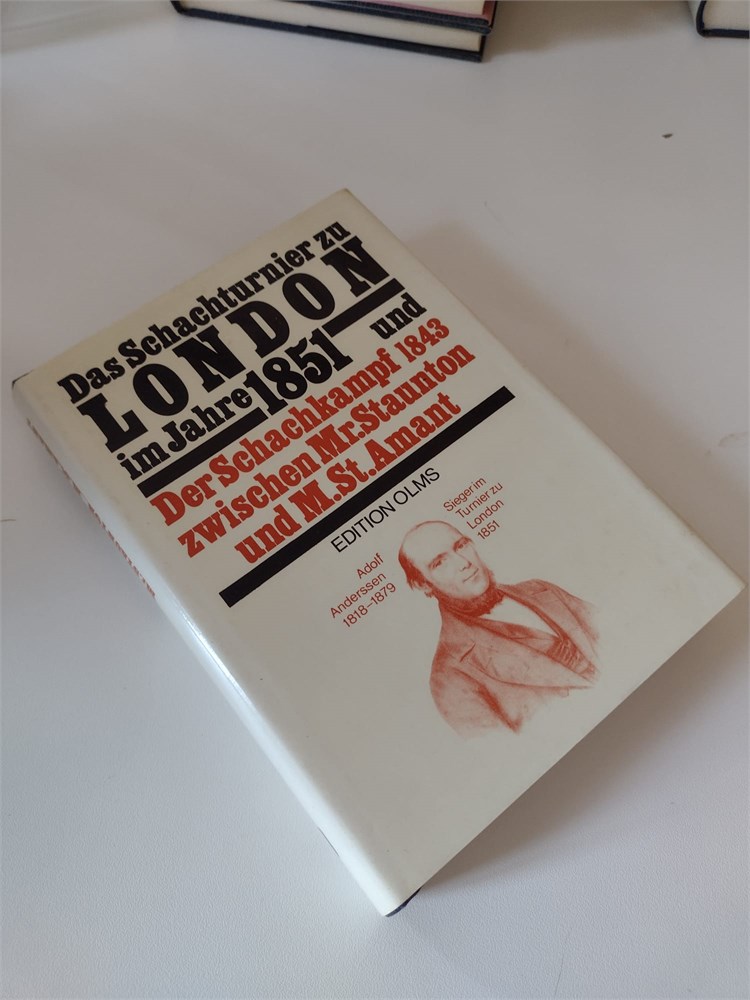 Das Schachturnier zu
LONDON
im Jahre 1851 und
Der Schachkampf 1843
zwischen Mr. Staunton
und M. St. Amant
EDITION OLMS
Adolf
Anderssen
1818–1879
Sieger im
Turnier zu
London
1851